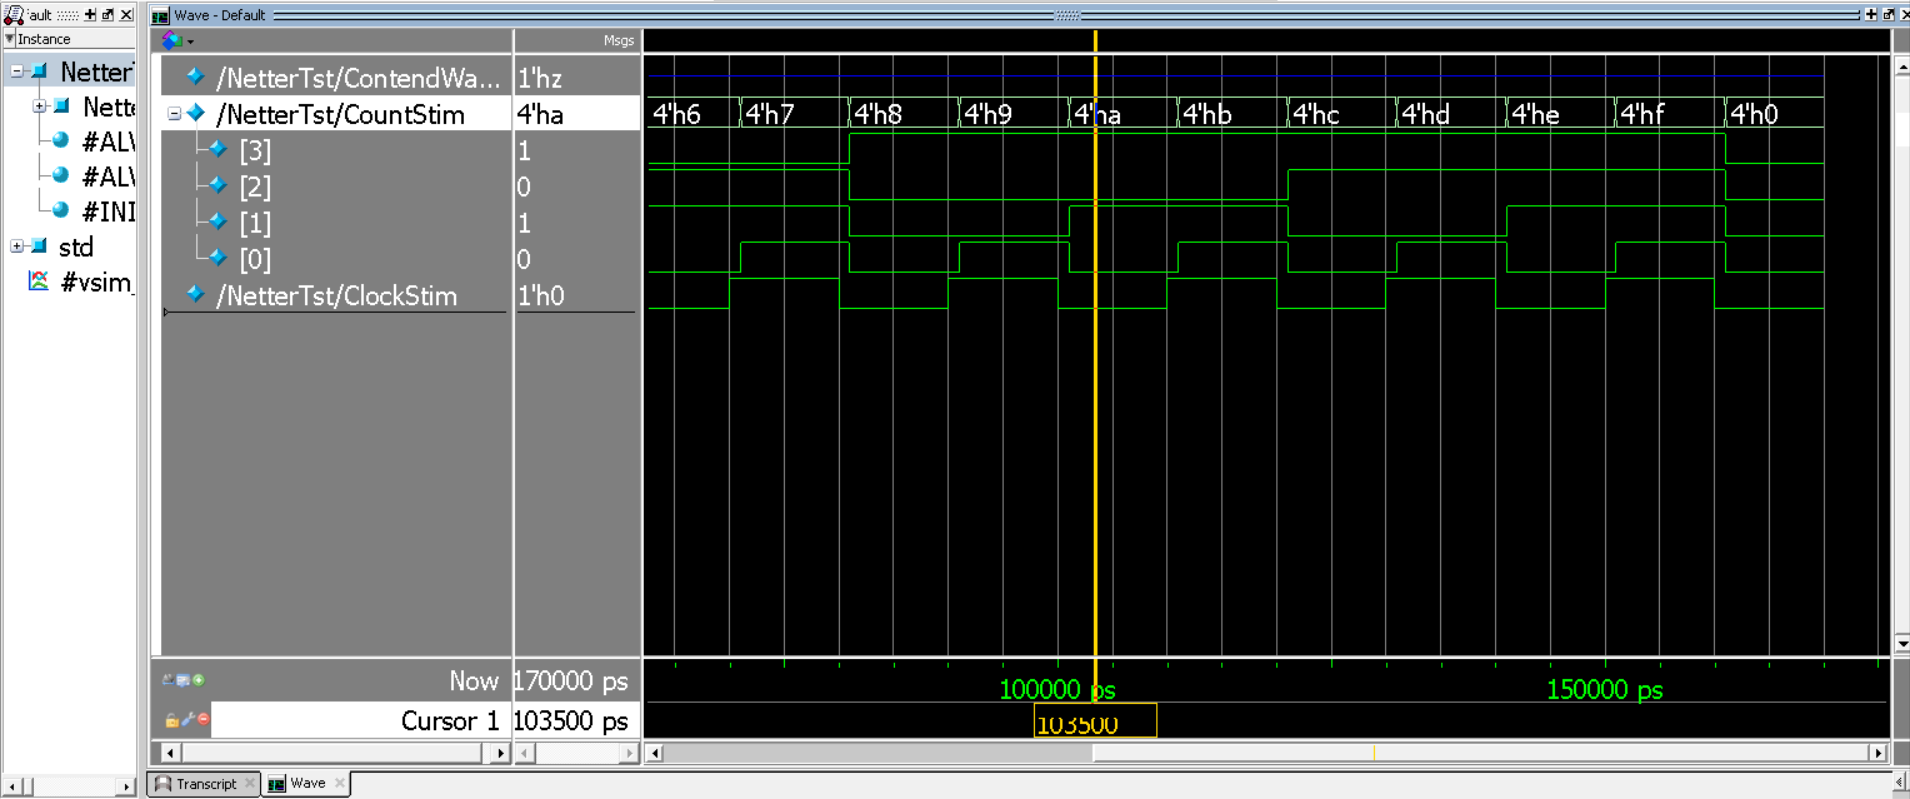 'ault
Wave - Default
Instance
Msgs
Netter
Nette
#AL
#AL
#INI
std
#vsim_
/NetterTst/ContendWa... 1'hz
/NetterTst/CountStim 4'ha
[3] 1
[2] 0
[1] 1
[0] 0
/NetterTst/ClockStim 1'h0
4'h6 4'h7 4'h8 4'h9 4'ha 4'hb 4'hc 4'hd 4'he 4'hf 4'h0
Now 170000 ps
100000 ps 150000 ps
Cursor 1 103500 ps
103500
Transcript
Wave